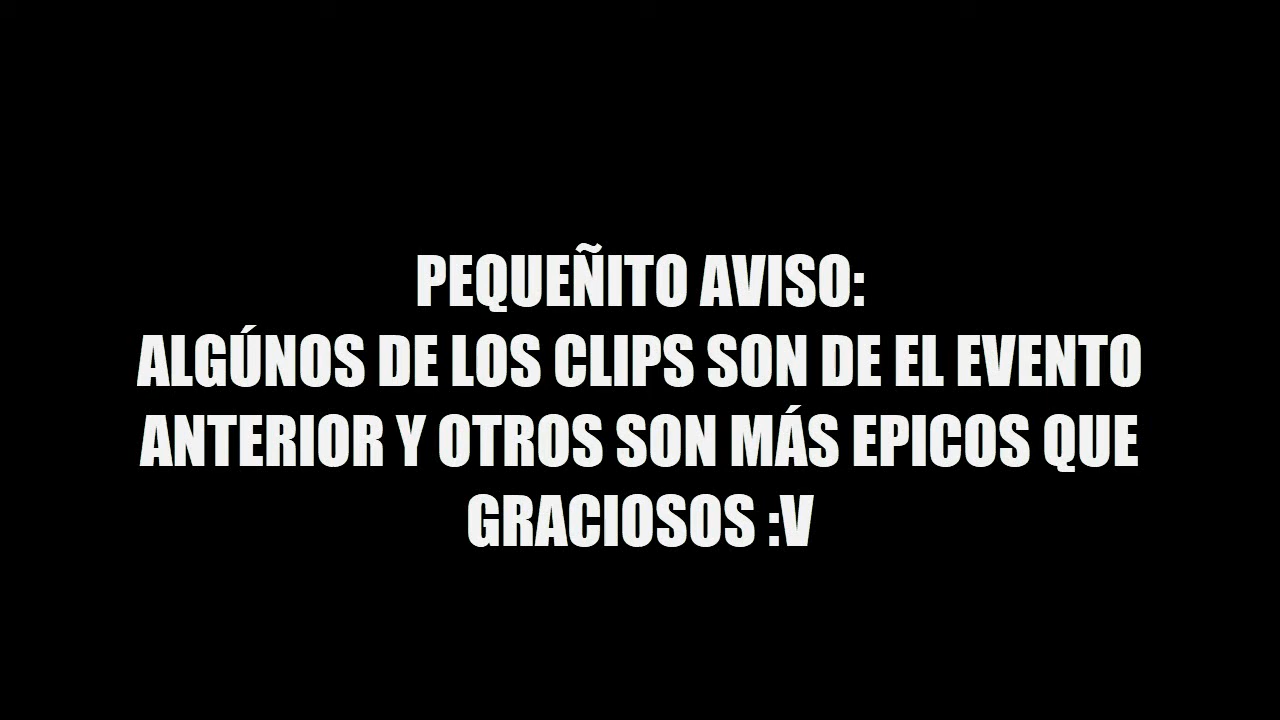 PEQUEÑITO AVISO:
ALGÚNOS DE LOS CLIPS SON DE EL EVENTO
ANTERIOR Y OTROS SON MÁS EPICOS QUE
GRACIOSOS :V